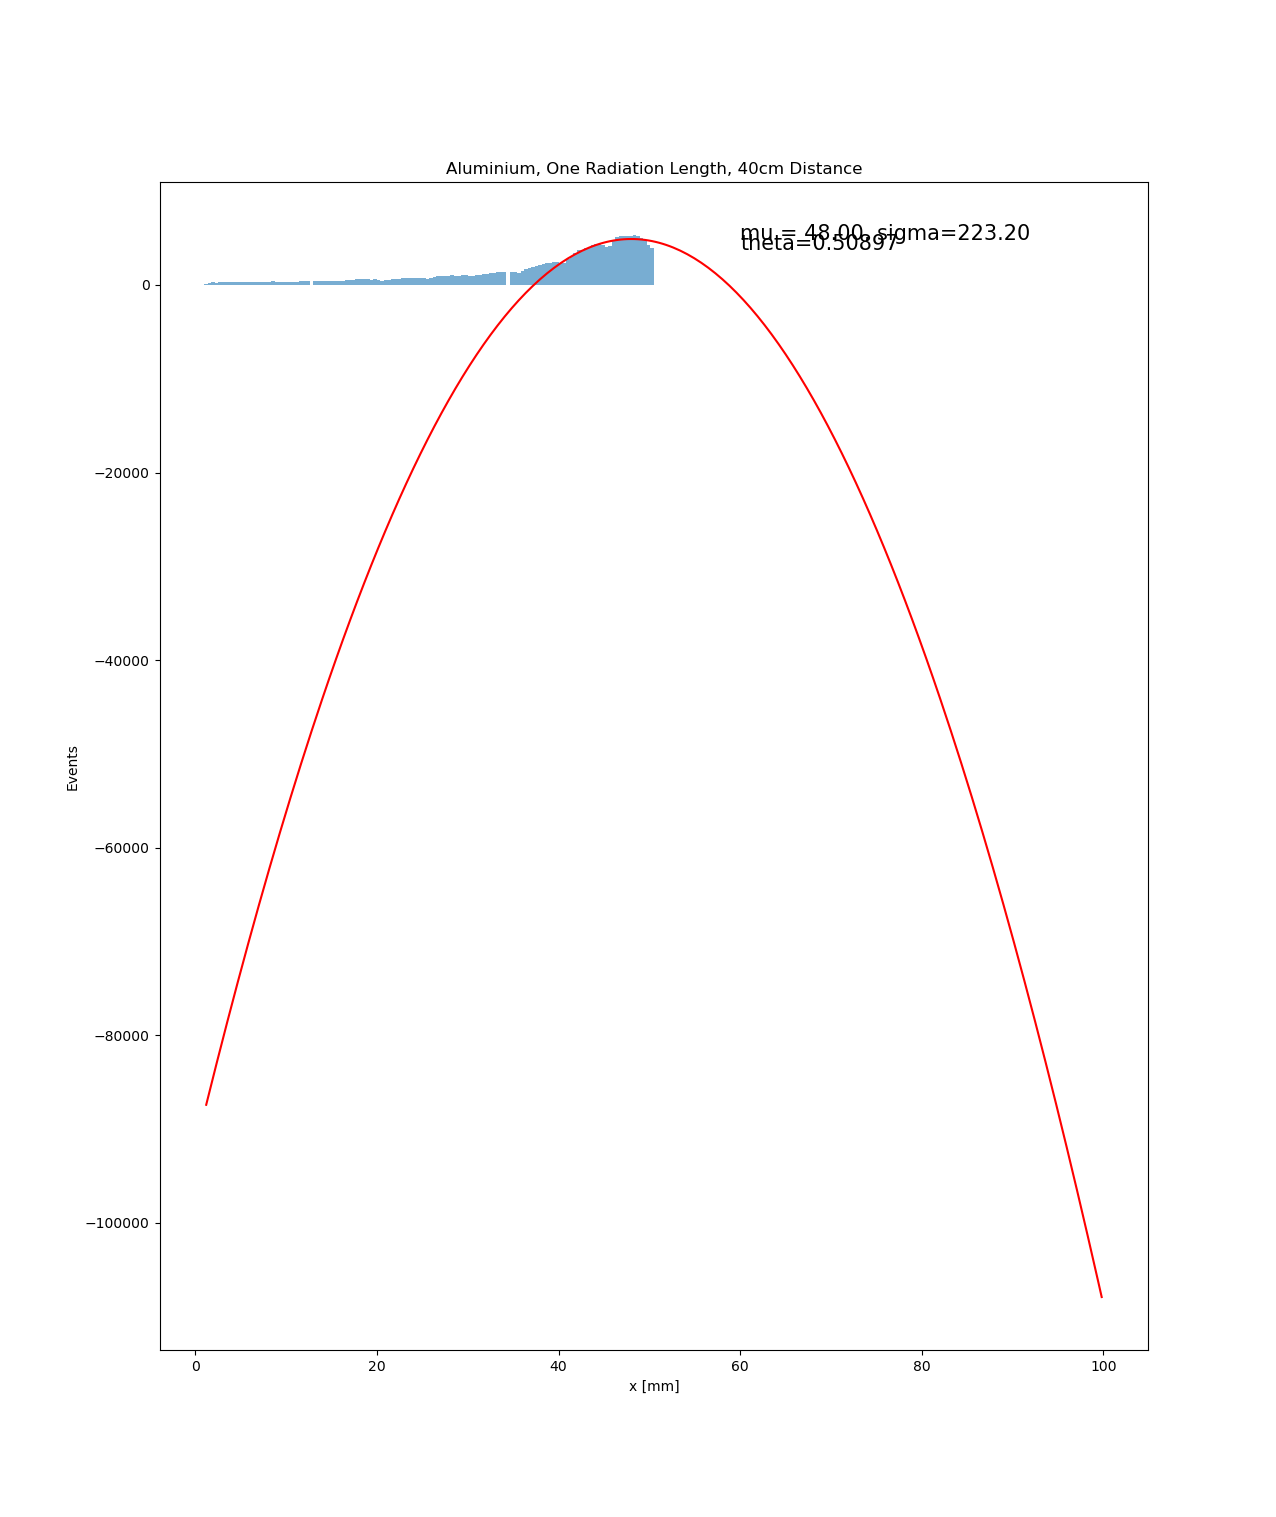 Aluminium, One Radiation Length, 40cm Distance
mu = 48.00, sigma=223.20
theta=0.50897
0
−20000
−40000
−60000
−80000
−100000
Events
0 20 40 60 80 100
x [mm]